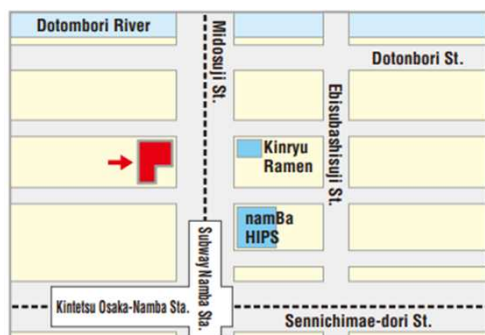 Dotombori River
Midosuji St.
Dotonbori St.
Ebisubashisuji St.
Kinryu
Ramen
namBa
HIPS
Subway Namba Sta.
Kintetsu Osaka-Namba Sta.
Sennichimae-dori St.